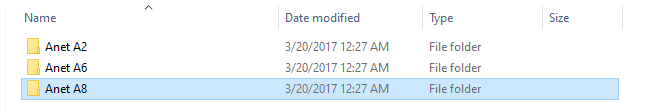 Name Date modified Type Size
Anet A2 3/20/2017 12:27 AM File folder
Anet A6 3/20/2017 12:27 AM File folder
Anet A8 3/20/2017 12:27 AM File folder